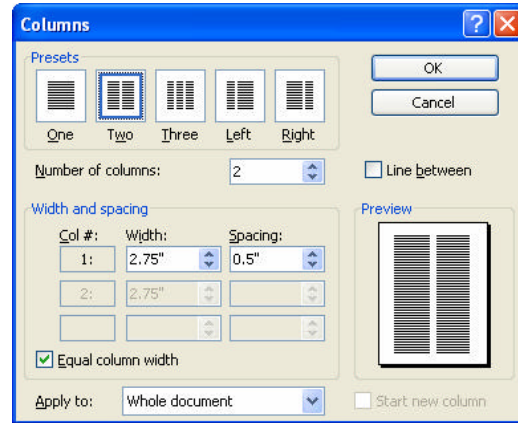 Columns
Presets
OK
Cancel
One Two Three Left Right
Number of columns: 2
Line between
Width and spacing
Preview
Col #: Width: Spacing:
1: 2.75" 0.5"
2: 2.75"
Equal column width
Apply to: Whole document
Start new column